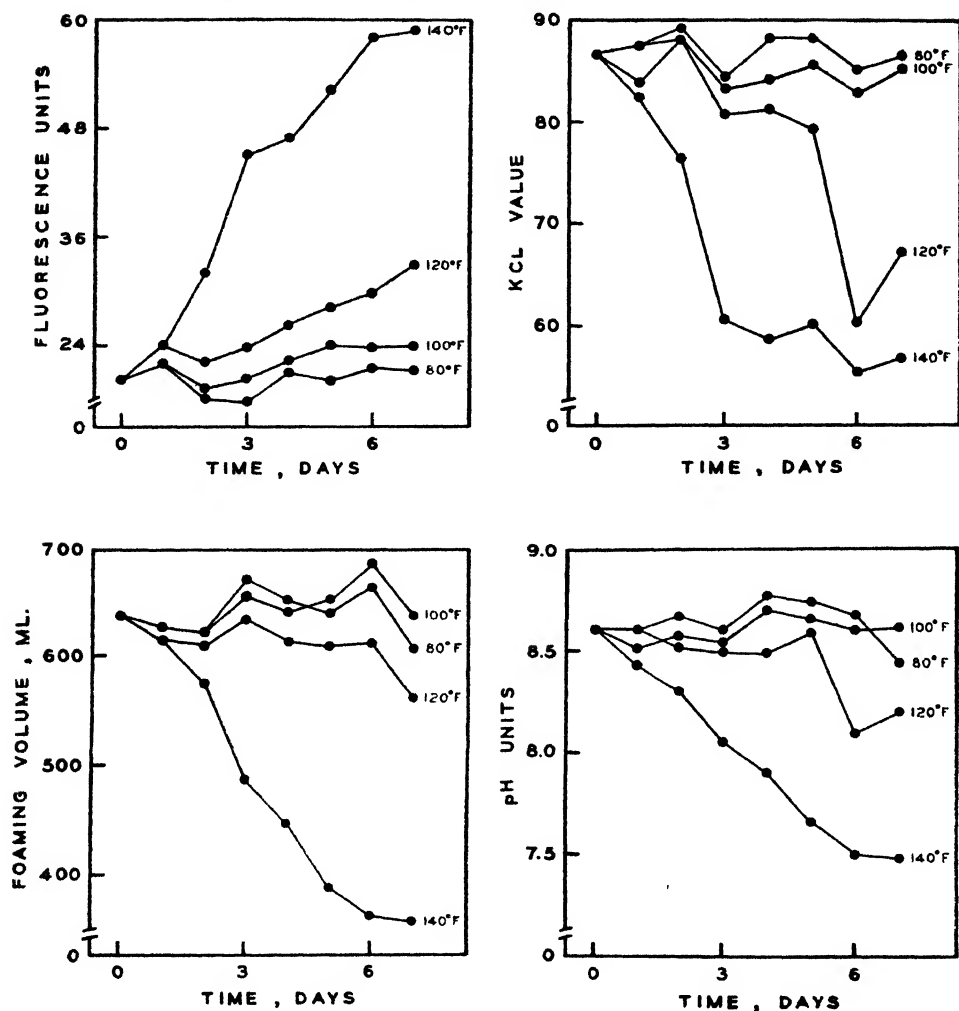 60
48
36
24
0
FLUORESCENCE UNITS
140°F
120°F
100°F
80°F
0 3 6
TIME , DAYS
90
80
70
60
0
KCL VALUE
80°F
100°F
120°F
140°F
0 3 6
TIME , DAYS
700
600
500
400
0
FOAMING VOLUME , ML.
100°F
80°F
120°F
140°F
0 3 6
TIME , DAYS
9.0
8.5
8.0
7.5
0
pH UNITS
100°F
80°F
120°F
140°F
0 3 6
TIME , DAYS